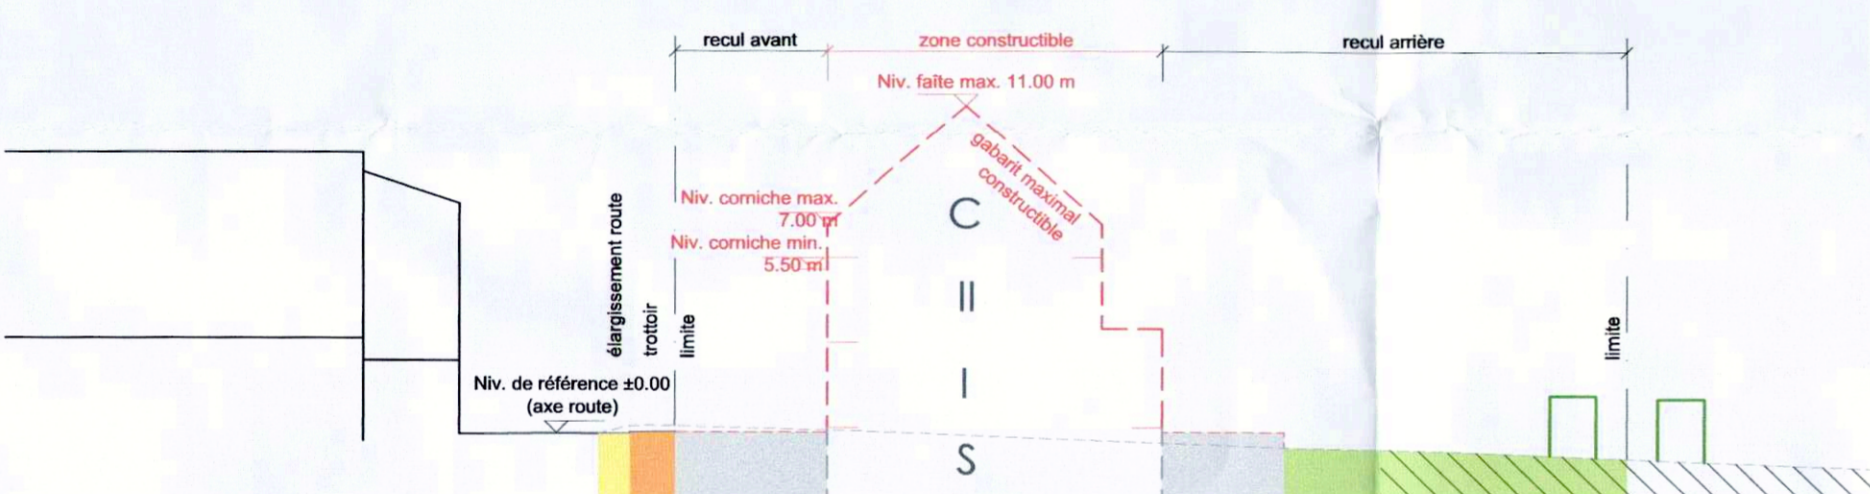 recul avant
zone constructible
recul arrière
Niv. faîte max. 11.00 m
gabarit maximal
constructible
Niv. corniche max.
7.00 m
Niv. corniche min.
5.50 m
C
II
I
S
élargissement route
trottoir
limite
limite
Niv. de référence ±0.00
(axe route)